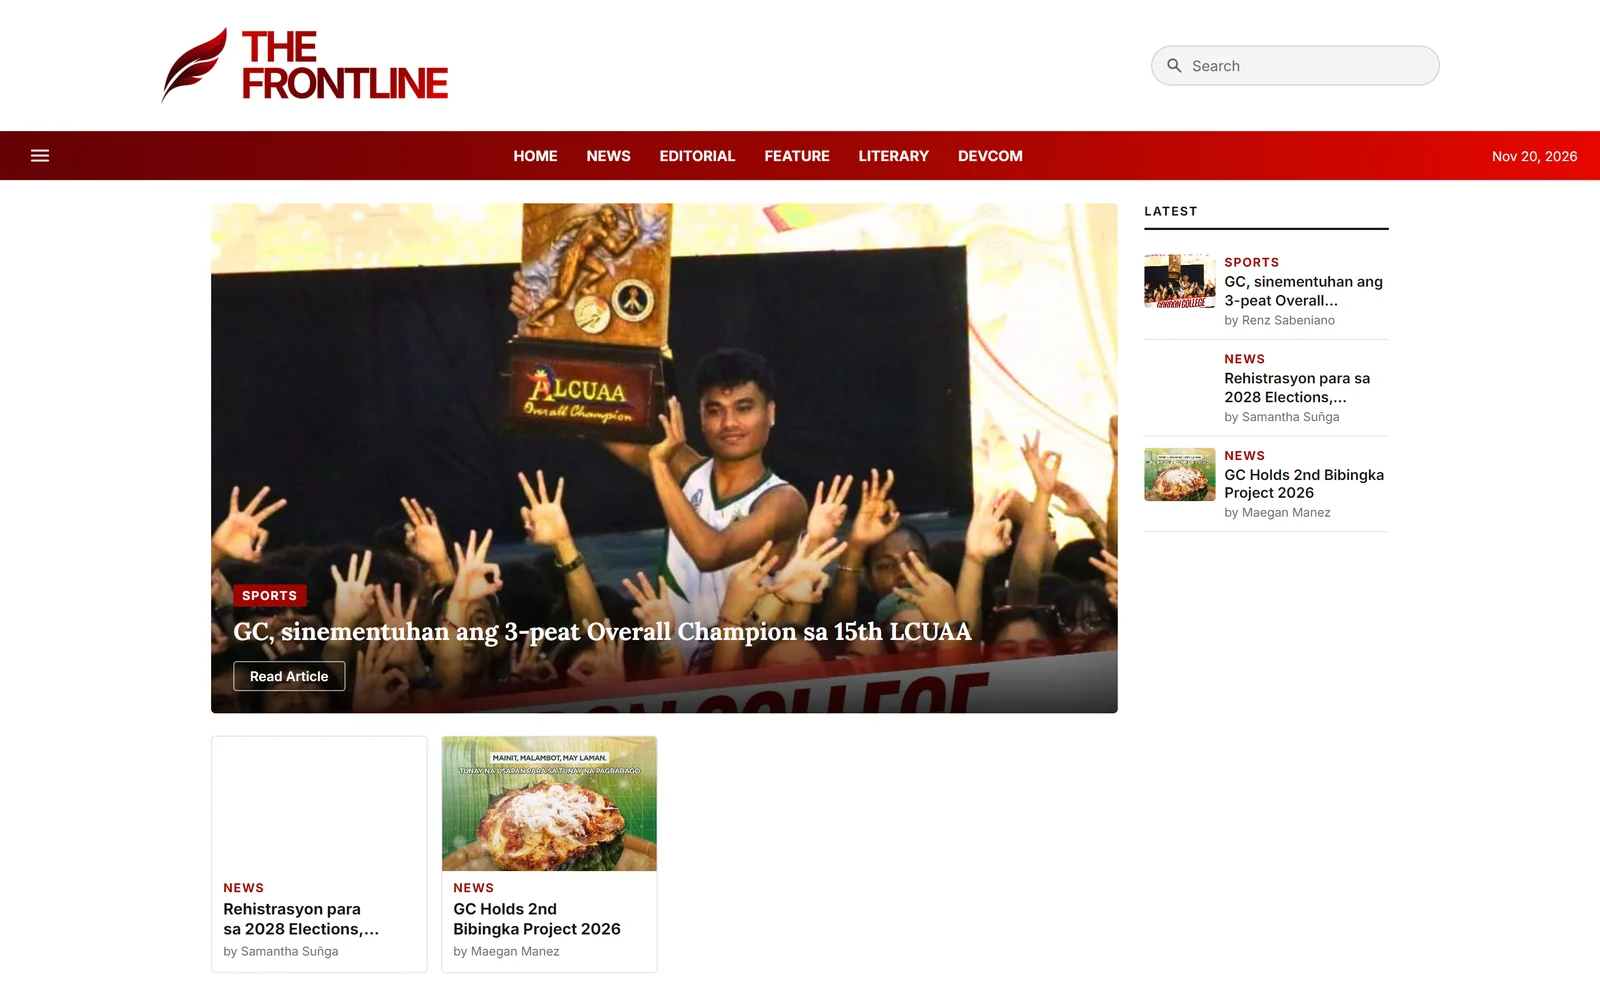 THE
FRONTLINE
Search
HOME NEWS EDITORIAL FEATURE LITERARY DEVCOM
Nov 20, 2026
ALCUAA
Overall Champion
SPORTS
GC, sinementuhan ang 3-peat Overall Champion sa 15th LCUAA
Read Article
GORDON COLLEGE
NEWS
Rehistrasyon para
sa 2028 Elections,...
by Samantha Suñga
MAINIT, MALAMBOT, MAY LAMAN.
TUNAY NA USAPAN PARA SA TUNAY NA PAGBABAGO
NEWS
GC Holds 2nd
Bibingka Project 2026
by Maegan Manez
LATEST
GORDON COLLEGE
SPORTS
GC, sinementuhan ang
3-peat Overall...
by Renz Sabeniano
NEWS
Rehistrasyon para sa
2028 Elections,...
by Samantha Suñga
NEWS
GC Holds 2nd Bibingka
Project 2026
by Maegan Manez